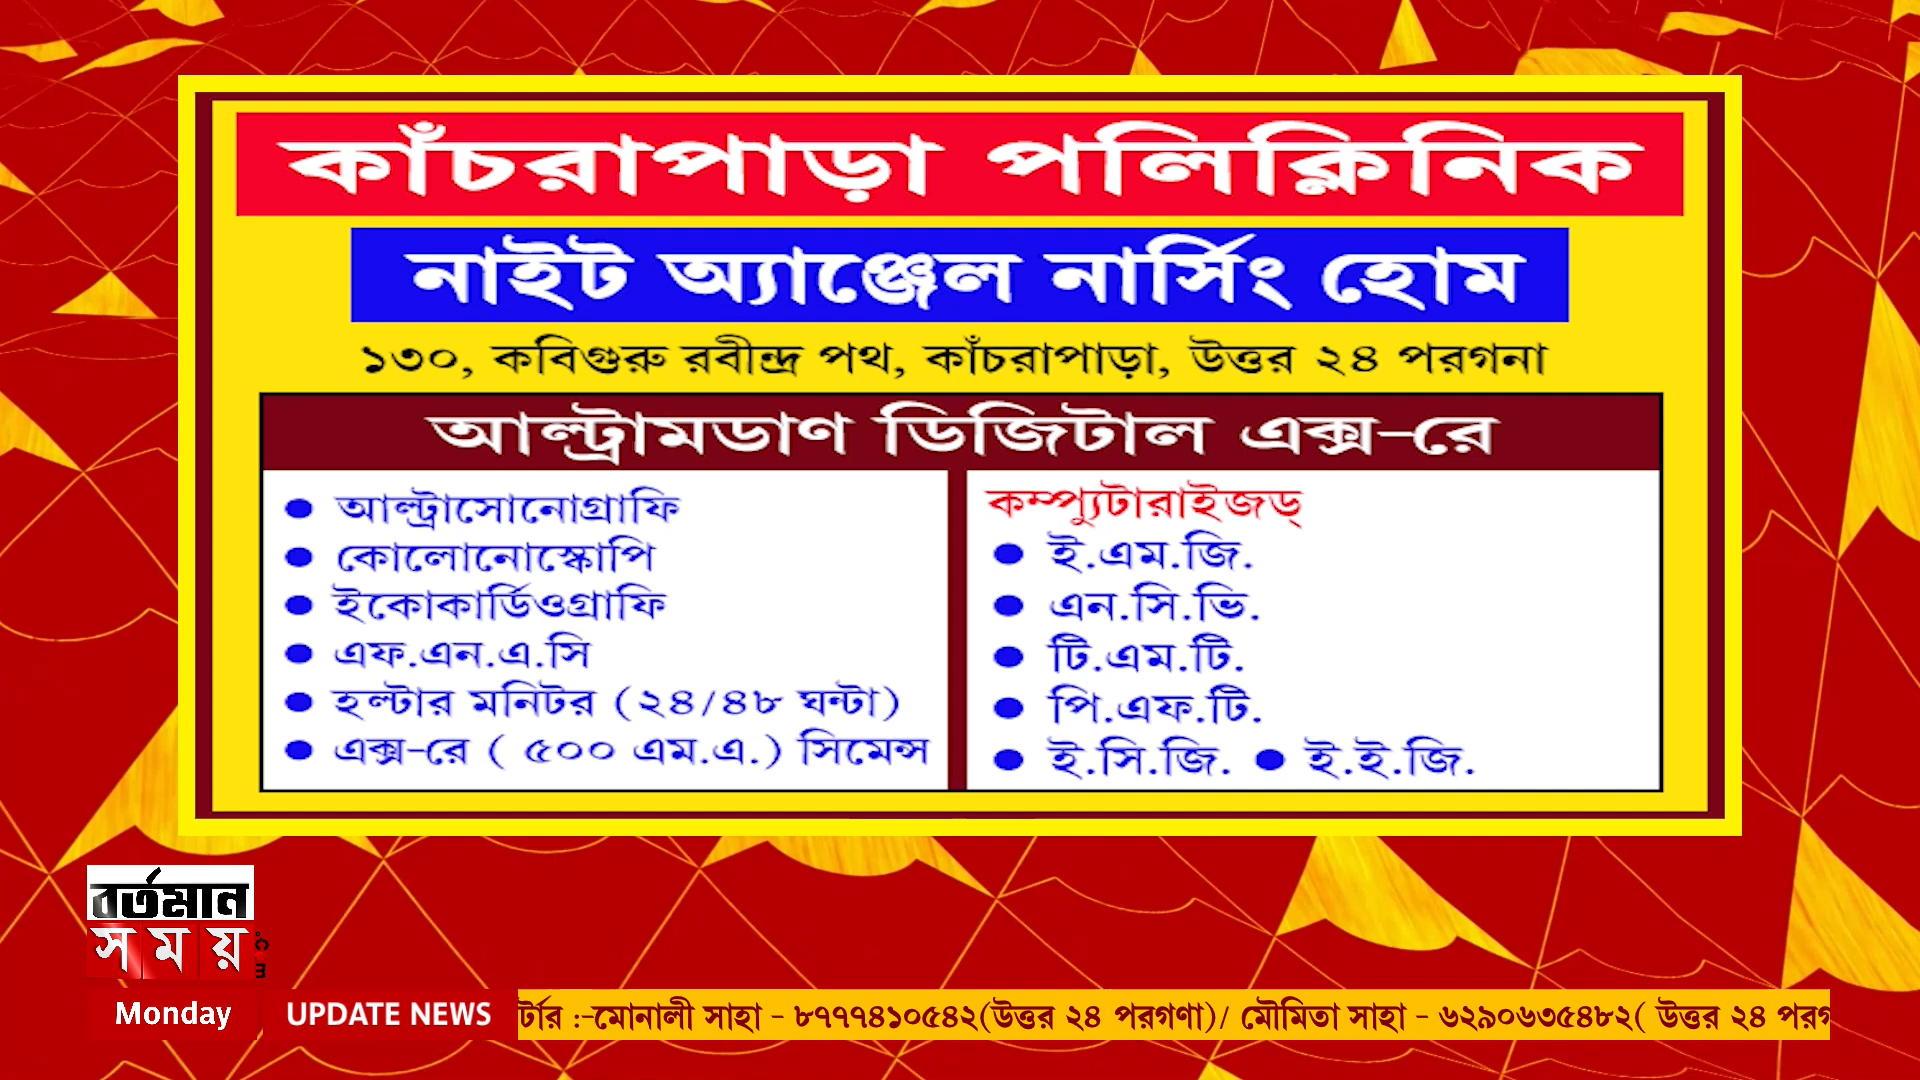 কাঁচরাপাড়া পলিক্লিনিক
নাইট অ্যাঞ্জেল নার্সিং হোম
১৩০, কবিগুরু রবীন্দ্র পথ, কাঁচরাপাড়া, উত্তর ২৪ পরগনা
আল্ট্রামডাণ ডিজিটাল এক্স-রে
● আল্ট্রাসোনোগ্রাফি
● কোলোনোস্কোপি
● ইকোকার্ডিওগ্রাফি
● এফ.এন.এ.সি
● হল্টার মনিটর (২৪/৪৮ ঘন্টা)
● এক্স-রে ( ৫০০ এম.এ.) সিমেন্স
কম্প্যুটারাইজড্
● ই.এম.জি.
● এন.সি.ভি.
● টি.এম.টি.
● পি.এফ.টি.
● ই.সি.জি. ● ই.ই.জি.
বর্তমান
সময়
Monday
UPDATE NEWS
র্টার :-মোনালী সাহা - ৮৭৭৭৪১০৫৪২(উত্তর ২৪ পরগণা)/ মৌমিতা সাহা - ৬২৯০৬৩৫৪৮২( উত্তর ২৪ পরগ